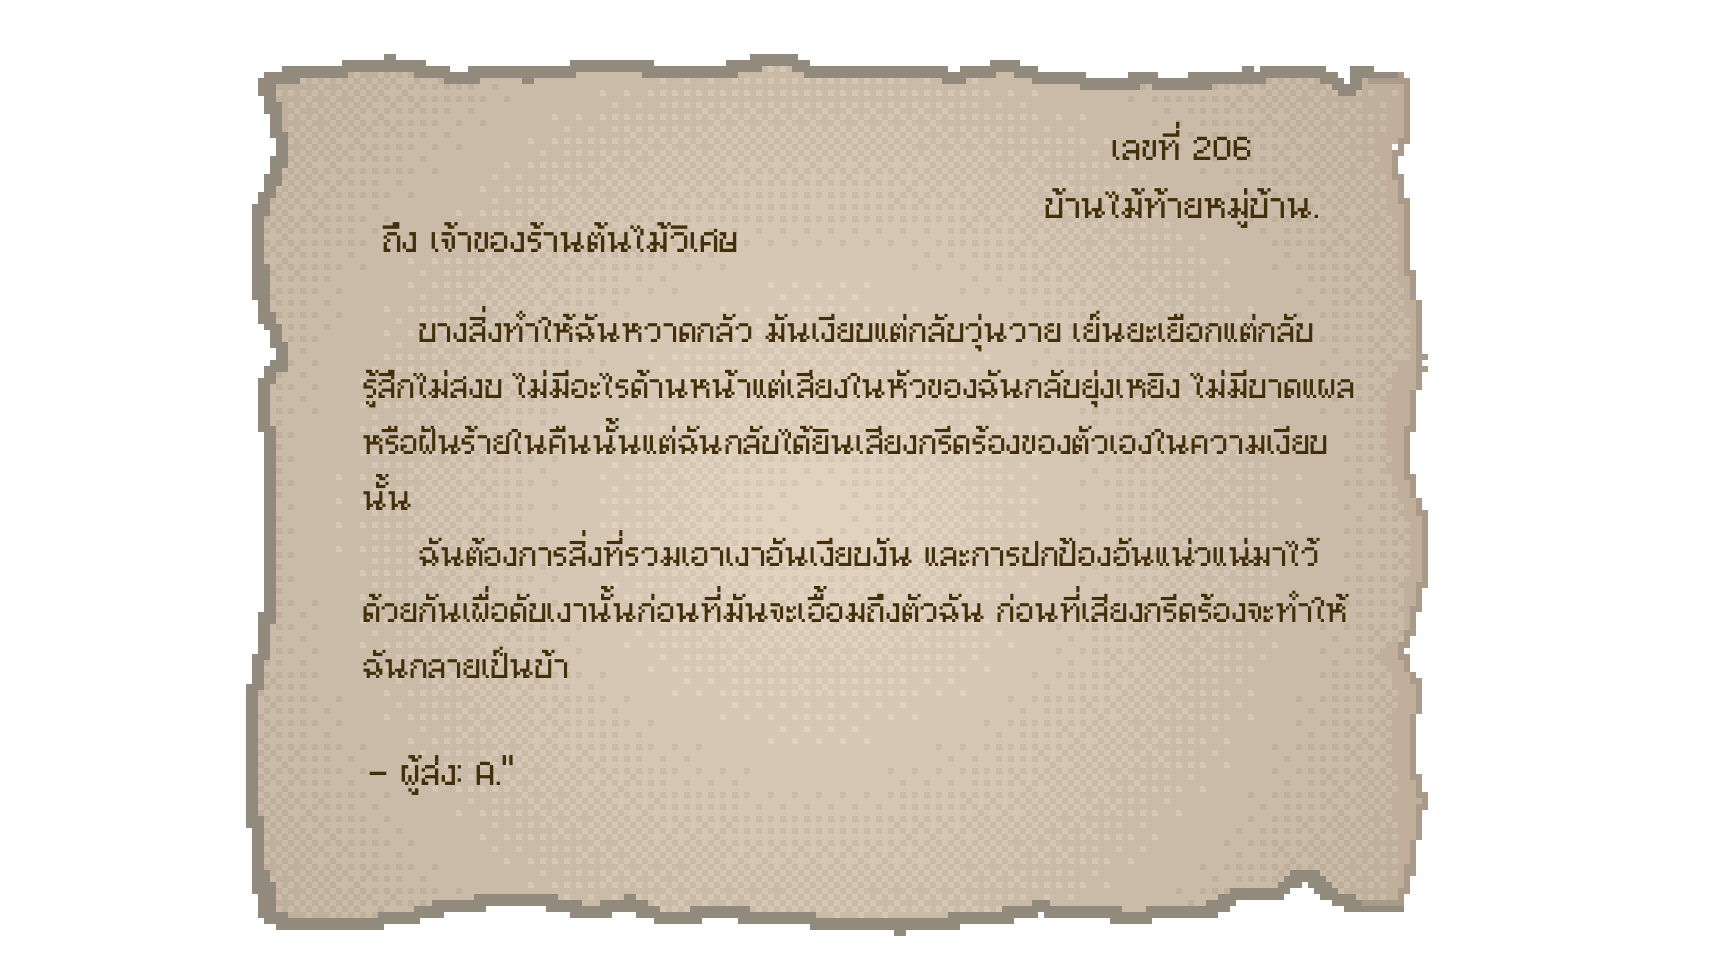 เลขที่ 206
บ้านไม้ท้ายหมู่บ้าน.
ถึง เจ้าของร้านต้นไม้วิเศษ
บางสิ่งทำให้ฉันหวาดกลัว มันเงียบแต่กลับวุ่นวาย เย็นยะเยือกแต่กลับ
รู้สึกไม่สงบ ไม่มีอะไรด้านหน้าแต่เสียงในหัวของฉันกลับยุ่งเหยิง ไม่มีบาดแผล
หรือฝันร้ายในคืนนั้นแต่ฉันกลับได้ยินเสียงกรีดร้องของตัวเองในความเงียบ
นั้น
ฉันต้องการสิ่งที่รวมเอาเงาอันเงียบงัน และการปกป้องอันแน่วแน่มาไว้
ด้วยกันเพื่อดับเงานั้นก่อนที่มันจะเอื้อมถึงตัวฉัน ก่อนที่เสียงกรีดร้องจะทำให้
ฉันกลายเป็นบ้า
– ผู้ส่ง: A."